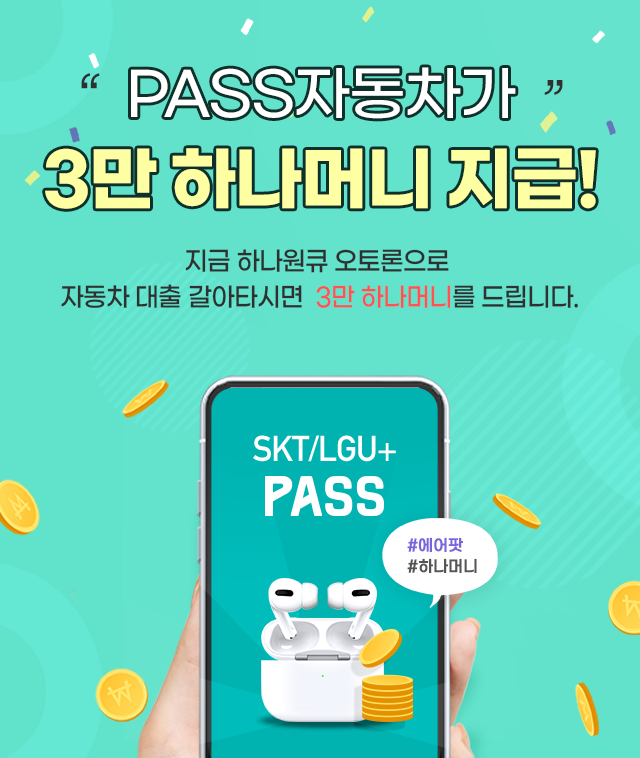 “ PASS자동차가 ”
3만 하나머니 지급!
지금 하나원큐 오토론으로
자동차 대출 갈아타시면 3만 하나머니를 드립니다.
SKT/LGU+
PASS
#에어팟
#하나머니